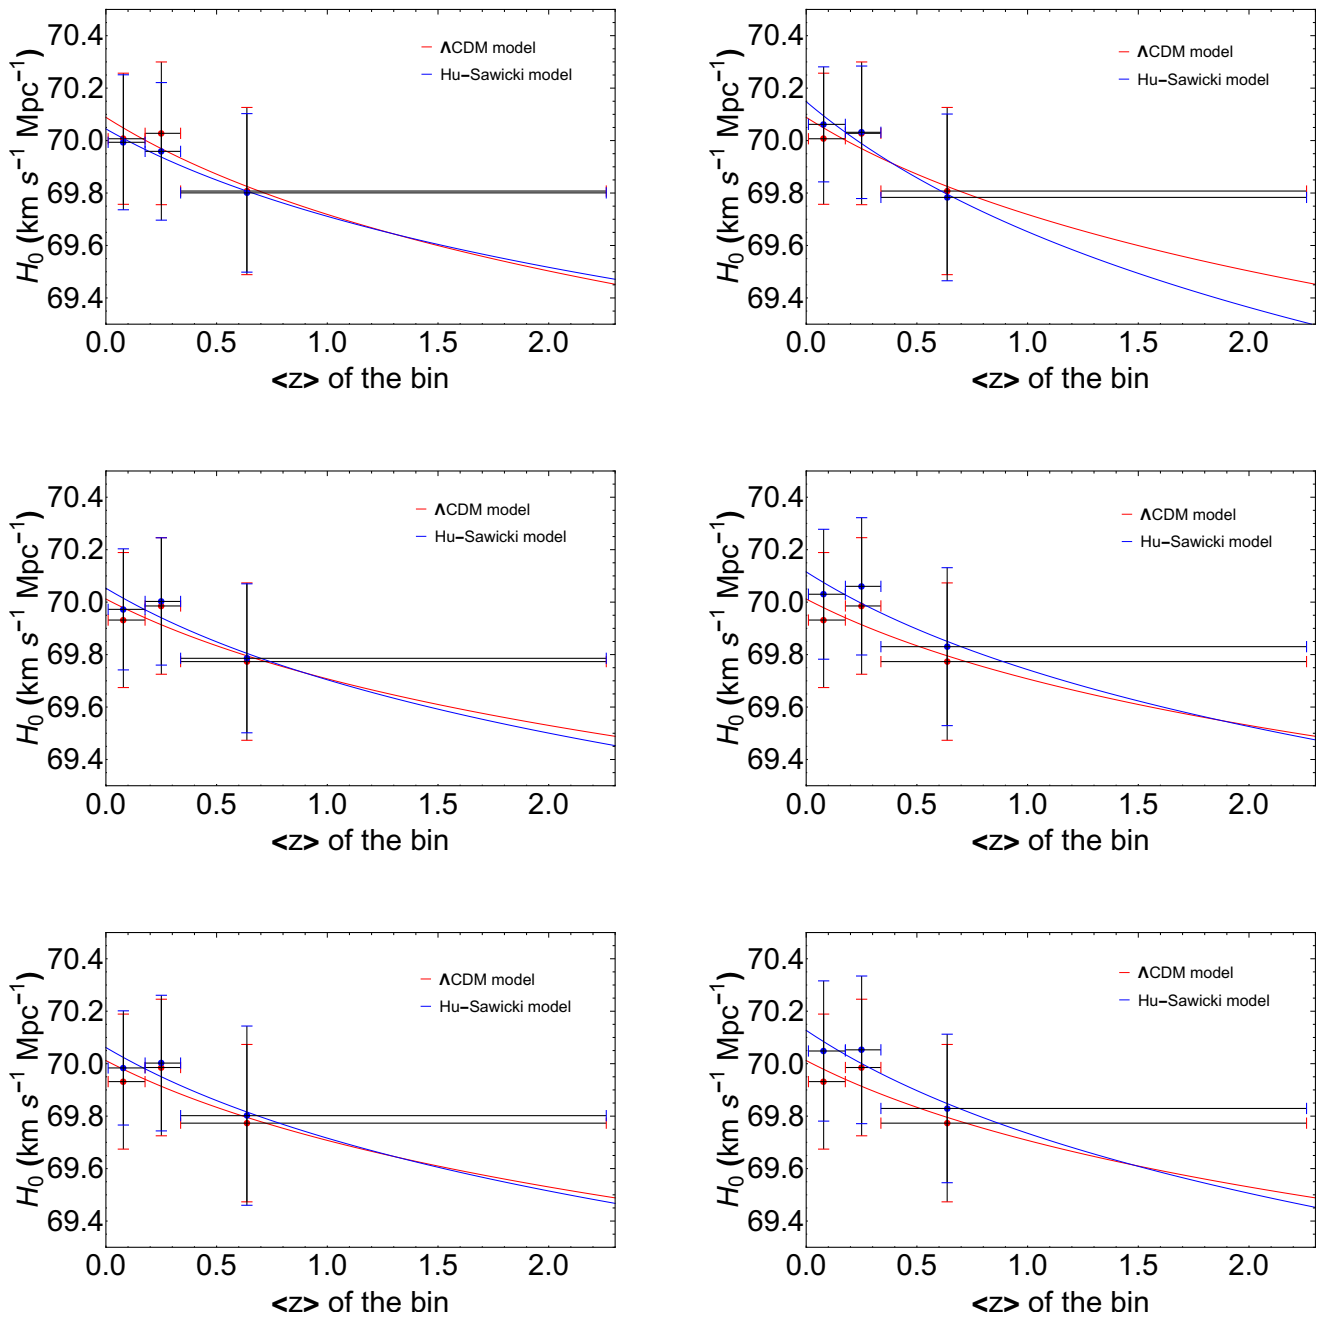 70.4
70.2
70.0
69.8
69.6
69.4
H₀ (km s⁻¹ Mpc⁻¹)
ΛCDM model
Hu−Sawicki model
0.0 0.5 1.0 1.5 2.0
<z> of the bin
70.4
70.2
70.0
69.8
69.6
69.4
H₀ (km s⁻¹ Mpc⁻¹)
ΛCDM model
Hu−Sawicki model
0.0 0.5 1.0 1.5 2.0
<z> of the bin
70.4
70.2
70.0
69.8
69.6
69.4
H₀ (km s⁻¹ Mpc⁻¹)
ΛCDM model
Hu−Sawicki model
0.0 0.5 1.0 1.5 2.0
<z> of the bin
70.4
70.2
70.0
69.8
69.6
69.4
H₀ (km s⁻¹ Mpc⁻¹)
ΛCDM model
Hu−Sawicki model
0.0 0.5 1.0 1.5 2.0
<z> of the bin
70.4
70.2
70.0
69.8
69.6
69.4
H₀ (km s⁻¹ Mpc⁻¹)
ΛCDM model
Hu−Sawicki model
0.0 0.5 1.0 1.5 2.0
<z> of the bin
70.4
70.2
70.0
69.8
69.6
69.4
H₀ (km s⁻¹ Mpc⁻¹)
ΛCDM model
Hu−Sawicki model
0.0 0.5 1.0 1.5 2.0
<z> of the bin